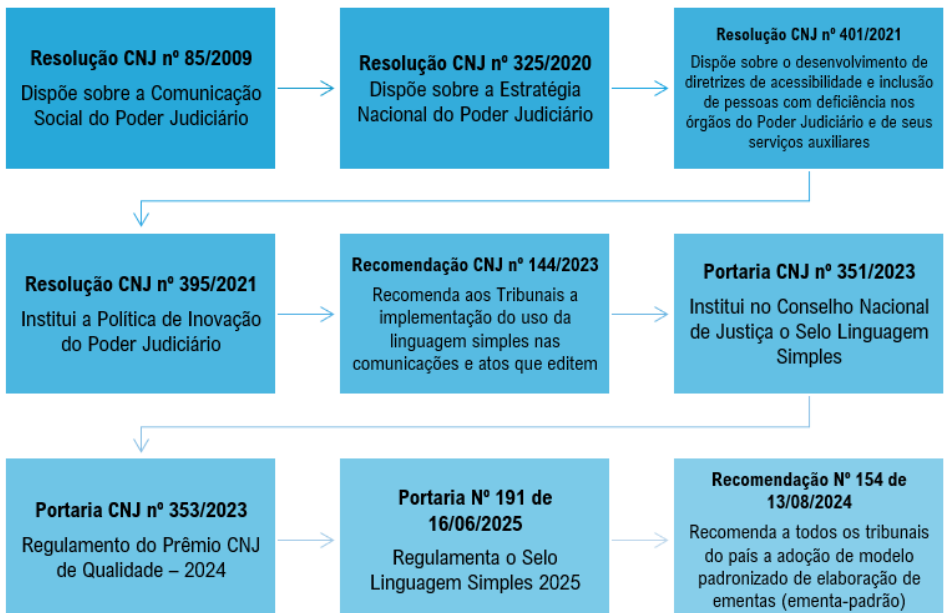 Resolução CNJ nº 85/2009
Dispõe sobre a Comunicação
Social do Poder Judiciário
Resolução CNJ nº 325/2020
Dispõe sobre a Estratégia
Nacional do Poder Judiciário
Resolução CNJ nº 401/2021
Dispõe sobre o desenvolvimento de
diretrizes de acessibilidade e inclusão
de pessoas com deficiência nos
órgãos do Poder Judiciário e de seus
serviços auxiliares
Resolução CNJ nº 395/2021
Institui a Política de Inovação
do Poder Judiciário
Recomendação CNJ nº 144/2023
Recomenda aos Tribunais a
implementação do uso da
linguagem simples nas
comunicações e atos que editem
Portaria CNJ nº 351/2023
Institui no Conselho Nacional
de Justiça o Selo Linguagem
Simples
Portaria CNJ nº 353/2023
Regulamento do Prêmio CNJ
de Qualidade – 2024
Portaria Nº 191 de
16/06/2025
Regulamenta o Selo
Linguagem Simples 2025
Recomendação Nº 154 de
13/08/2024
Recomenda a todos os tribunais
do país a adoção de modelo
padronizado de elaboração de
ementas (ementa-padrão)